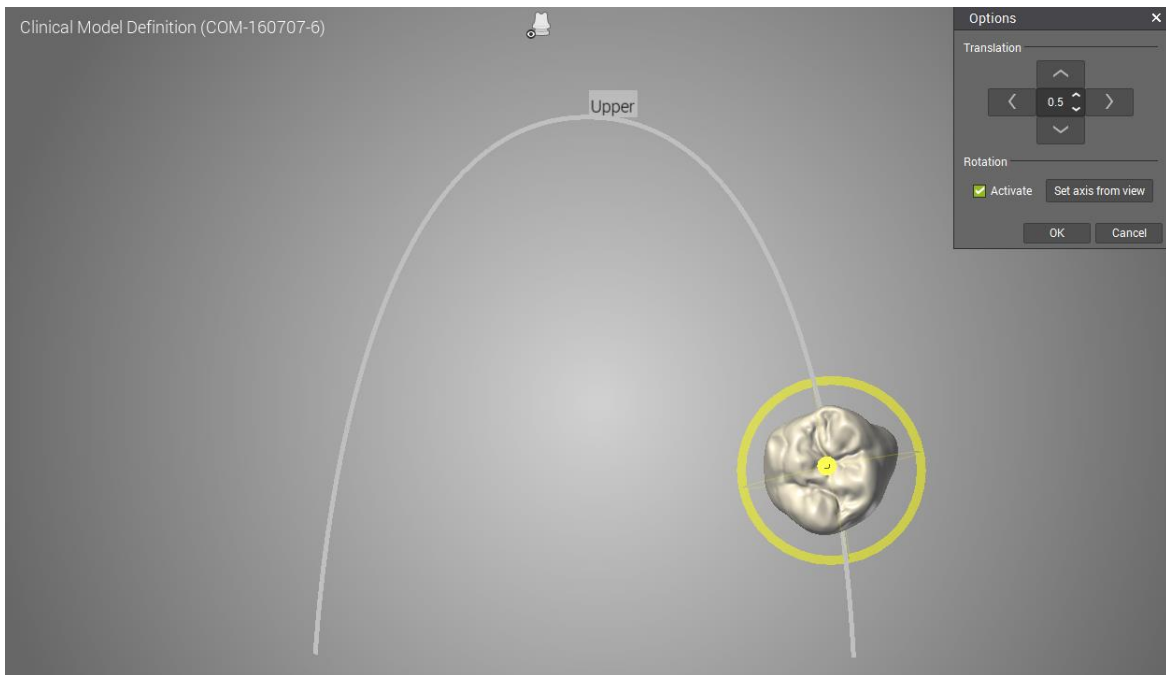 Clinical Model Definition (COM-160707-6)
Options
Translation
0.5
Rotation
Activate
Set axis from view
OK
Cancel
Upper